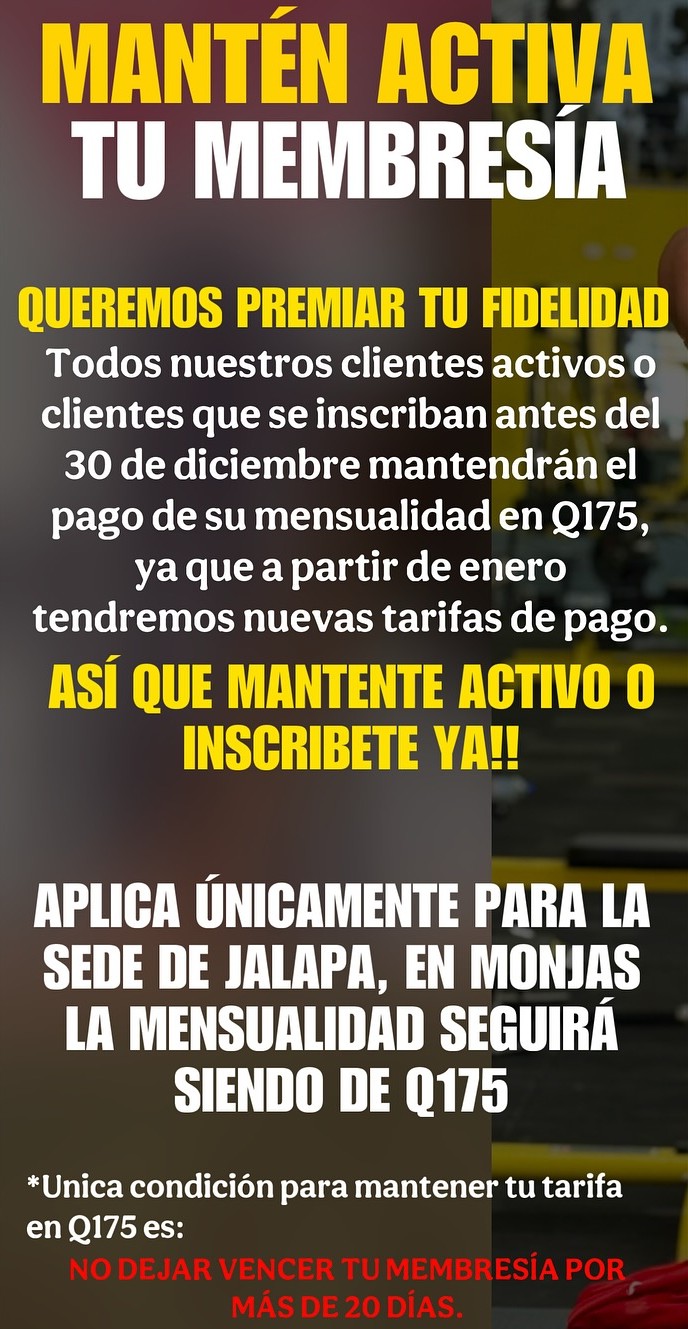 MANTÉN ACTIVA
TU MEMBRESÍA
QUEREMOS PREMIAR TU FIDELIDAD
Todos nuestros clientes activos o
clientes que se inscriban antes del
30 de diciembre mantendrán el
pago de su mensualidad en Q175,
ya que a partir de enero
tendremos nuevas tarifas de pago.
ASÍ QUE MANTENTE ACTIVO O
INSCRIBETE YA!!
APLICA ÚNICAMENTE PARA LA
SEDE DE JALAPA, EN MONJAS
LA MENSUALIDAD SEGUIRÁ
SIENDO DE Q175
*Unica condición para mantener tu tarifa
en Q175 es:
NO DEJAR VENCER TU MEMBRESÍA POR
MÁS DE 20 DÍAS.